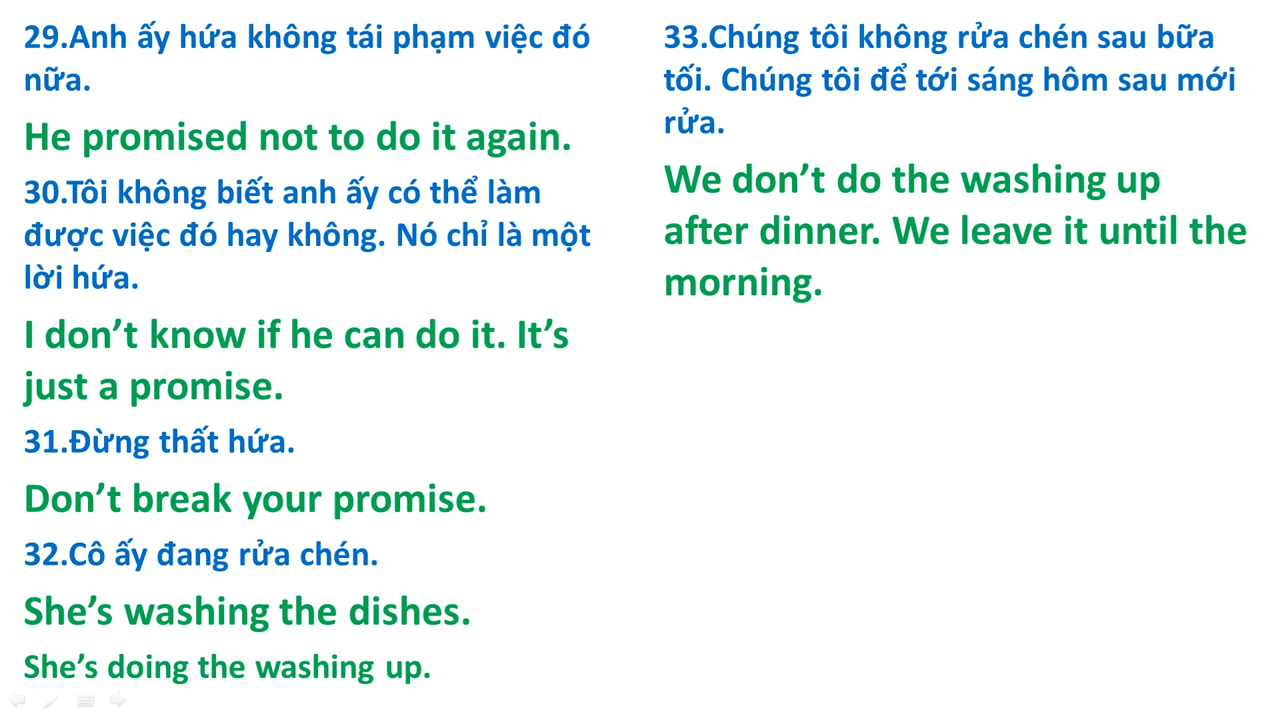 29.Anh ấy hứa không tái phạm việc đó
nữa.
He promised not to do it again.
30.Tôi không biết anh ấy có thể làm
được việc đó hay không. Nó chỉ là một
lời hứa.
I don’t know if he can do it. It’s
just a promise.
31.Đừng thất hứa.
Don’t break your promise.
32.Cô ấy đang rửa chén.
She’s washing the dishes.
She’s doing the washing up.
33.Chúng tôi không rửa chén sau bữa
tối. Chúng tôi để tới sáng hôm sau mới
rửa.
We don’t do the washing up
after dinner. We leave it until the
morning.